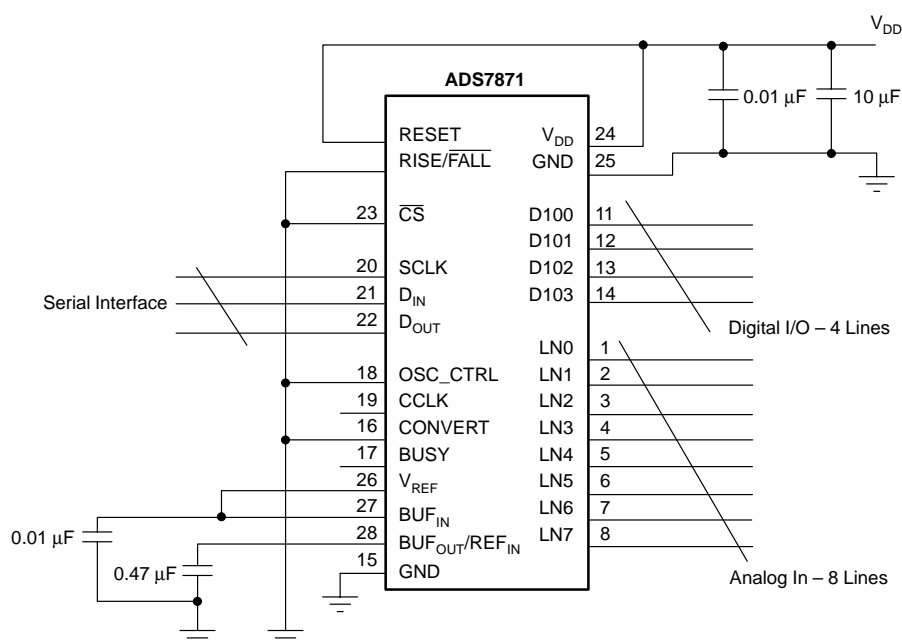 V_DD
ADS7871
0.01 μF
10 μF
RESET
RISE/FALL
23 CS
20 SCLK
21 D_IN
22 D_OUT
Serial Interface
18 OSC_CTRL
19 CCLK
16 CONVERT
17 BUSY
26 V_REF
27 BUF_IN
28 BUF_OUT/REF_IN
15 GND
0.01 μF
0.47 μF
V_DD 24
GND 25
D100 11
D101 12
D102 13
D103 14
Digital I/O – 4 Lines
LN0 1
LN1 2
LN2 3
LN3 4
LN4 5
LN5 6
LN6 7
LN7 8
Analog In – 8 Lines